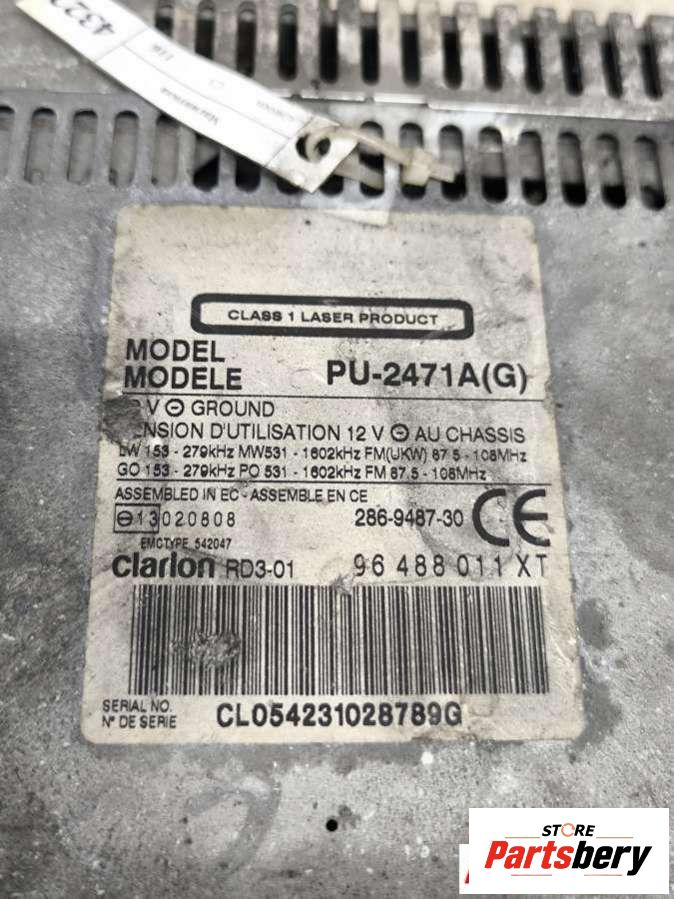 4322
CLASS 1 LASER PRODUCT
MODEL
MODELE PU-2471A(G)
V ⊖ GROUND
TENSION D'UTILISATION 12 V ⊖ AU CHASSIS
LW 153 - 279kHz MW531 - 1602kHz FM(UKW) 87.5 - 108MHz
GO 153 - 279kHz PO 531 - 1602kHz FM 87.5 - 108MHz
ASSEMBLED IN EC - ASSEMBLE EN CE
⊖13020808 286-9487-30 CE
EMCTYPE 542047
Clarion RD3-01 96 488 011 XT
SERIAL NO.
N° DE SERIE CL054231028789G
STORE
Partsbery